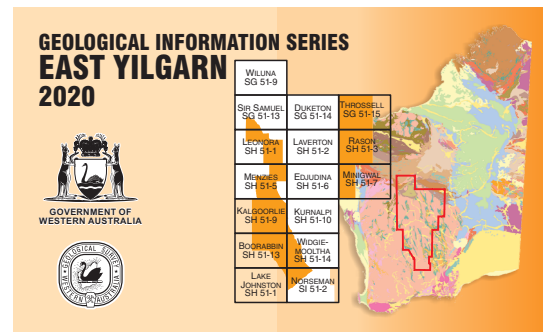 GEOLOGICAL INFORMATION SERIES
EAST YILGARN
2020
WILUNA
SG 51-9
SIR SAMUEL
SG 51-13
DUKETON
SG 51-14
THROSSELL
SG 51-15
LEONORA
SH 51-1
LAVERTON
SH 51-2
RASON
SH 51-3
MENZIES
SH 51-5
EDJUDINA
SH 51-6
MINIGWAL
SH 51-7
KALGOORLIE
SH 51-9
KURNALPI
SH 51-10
BOORABBIN
SH 51-13
WIDGIE-
MOOLTHA
SH 51-14
LAKE
JOHNSTON
SH 51-1
NORSEMAN
SI 51-2
GOVERNMENT OF
WESTERN AUSTRALIA
GEOLOGICAL SURVEY
WESTERN AUSTRALIA